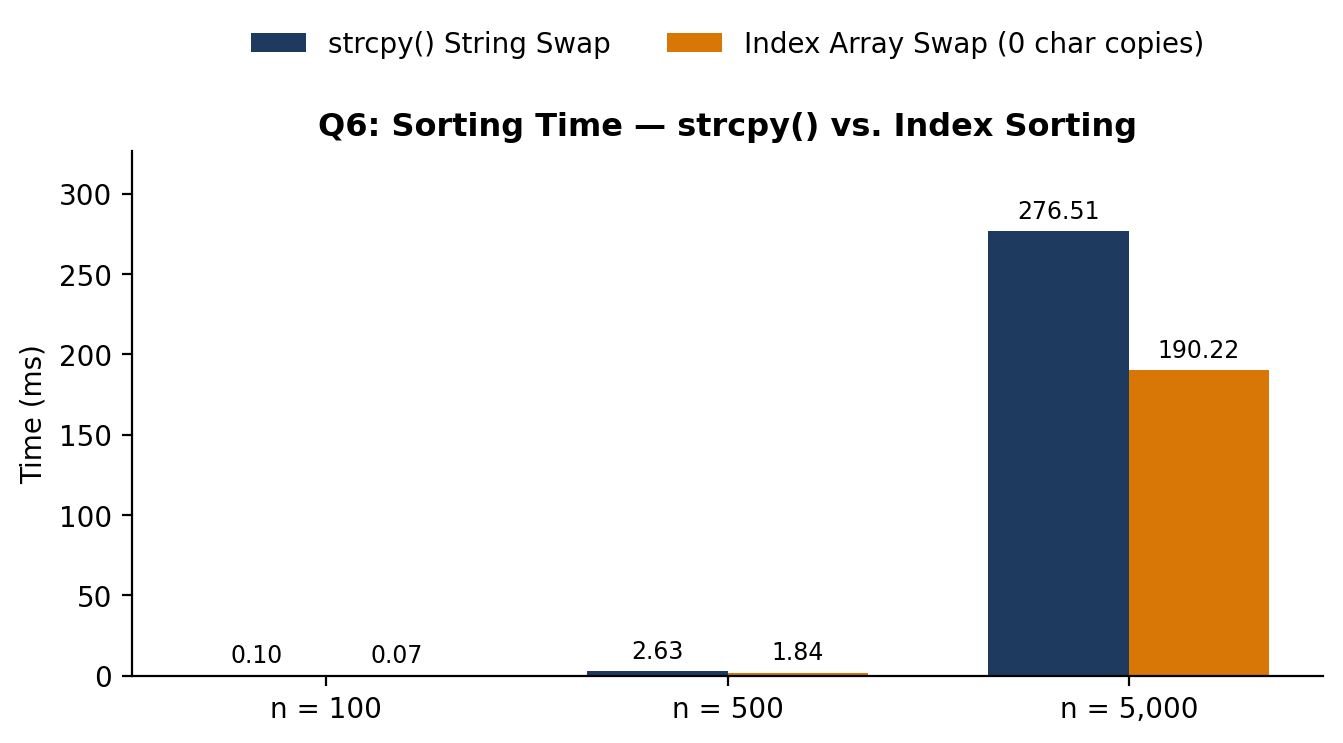 strcpy() String Swap
Index Array Swap (0 char copies)
Q6: Sorting Time — strcpy() vs. Index Sorting
Time (ms)
300
250
200
150
100
50
0
276.51
190.22
2.63
1.84
0.10
0.07
n = 100
n = 500
n = 5,000